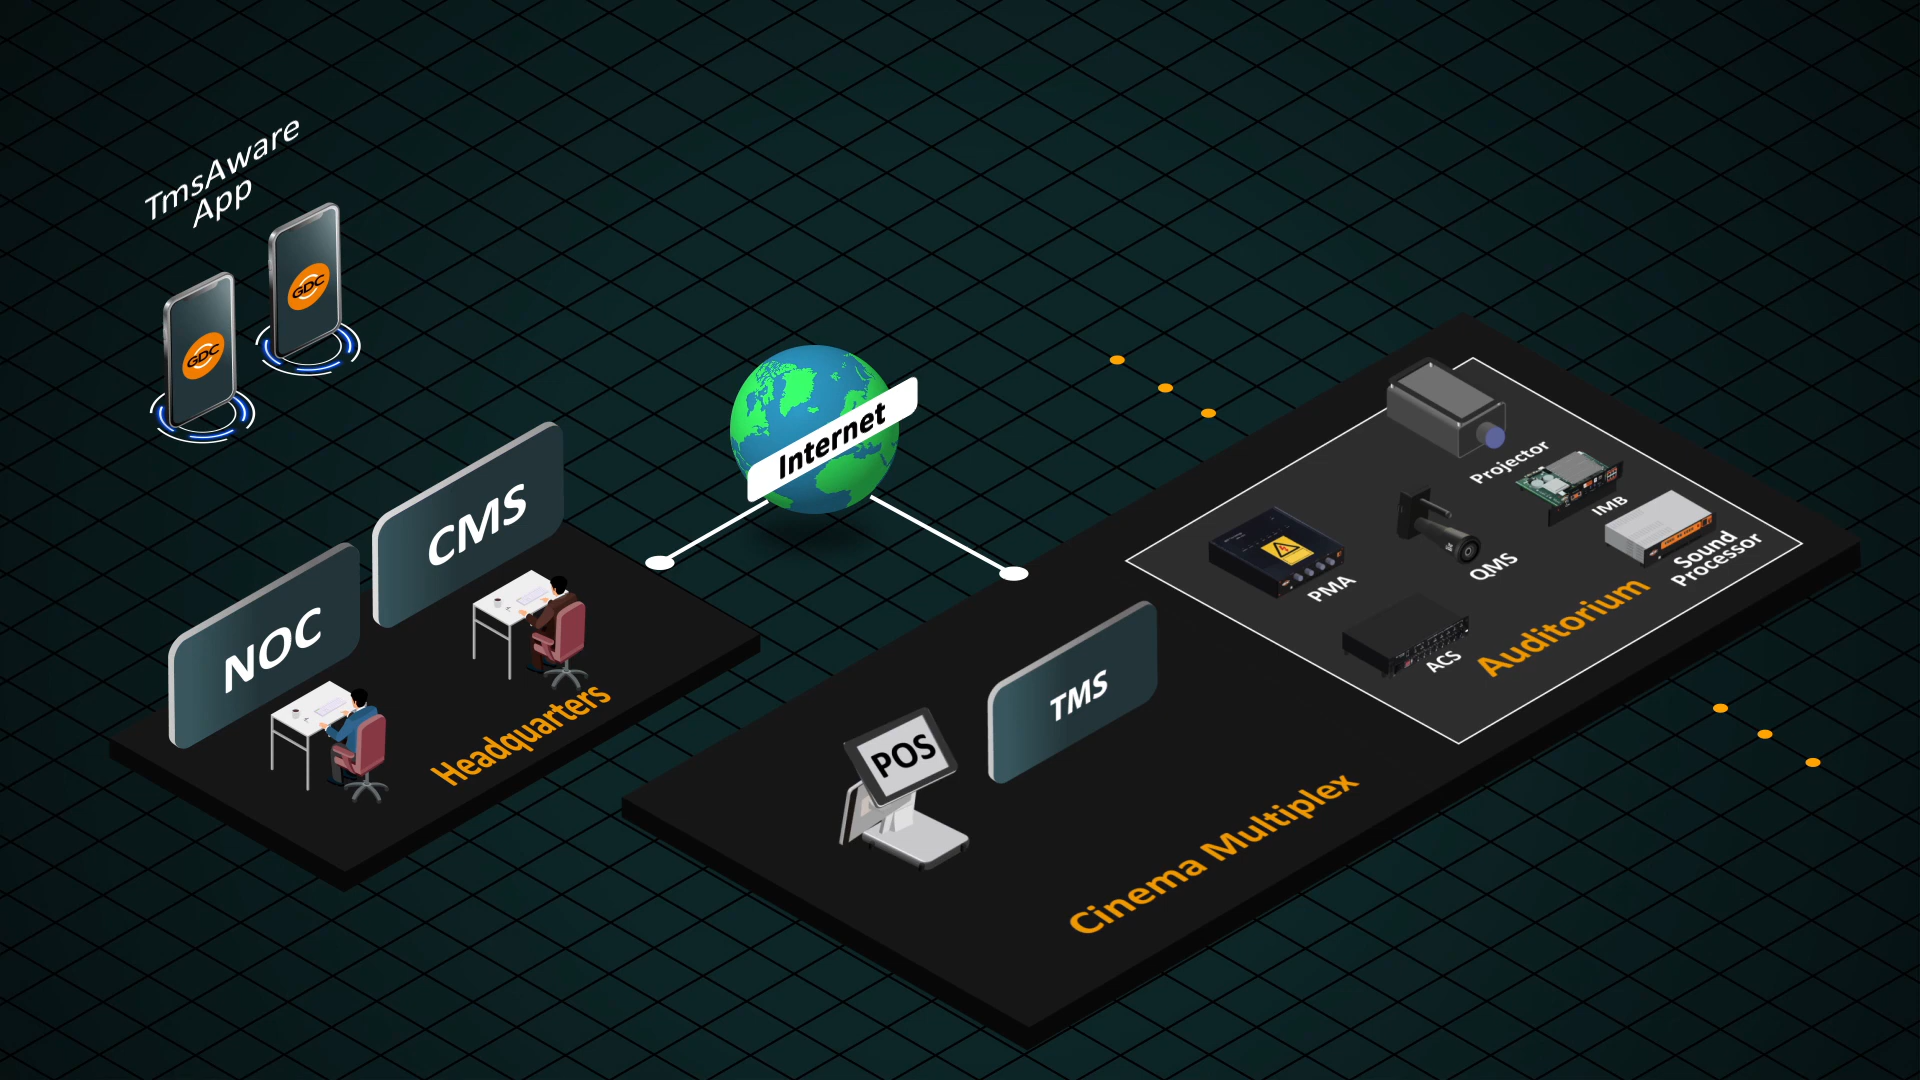 TmsAware
App
GDC
GDC
CMS
NOC
Headquarters
Internet
Projector
IMB
Sound
Processor
QMS
PMA
ACS
Auditorium
TMS
POS
Cinema Multiplex